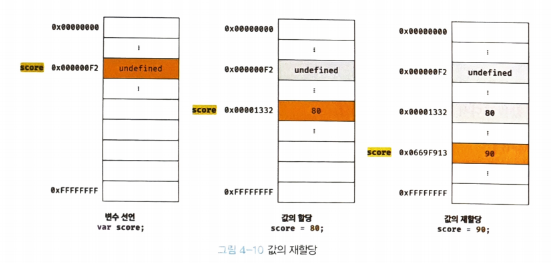 0x00000000
⋮
score 0x000000F2 undefined
⋮
0xFFFFFFFF
변수 선언
var score;
0x00000000
⋮
0x000000F2 undefined
⋮
score 0x00001332 80
⋮
0xFFFFFFFF
값의 할당
score = 80;
0x00000000
⋮
0x000000F2 undefined
⋮
0x00001332 80
⋮
score 0x0669F913 90
⋮
0xFFFFFFFF
값의 재할당
score = 90;
그림 4-10 값의 재할당